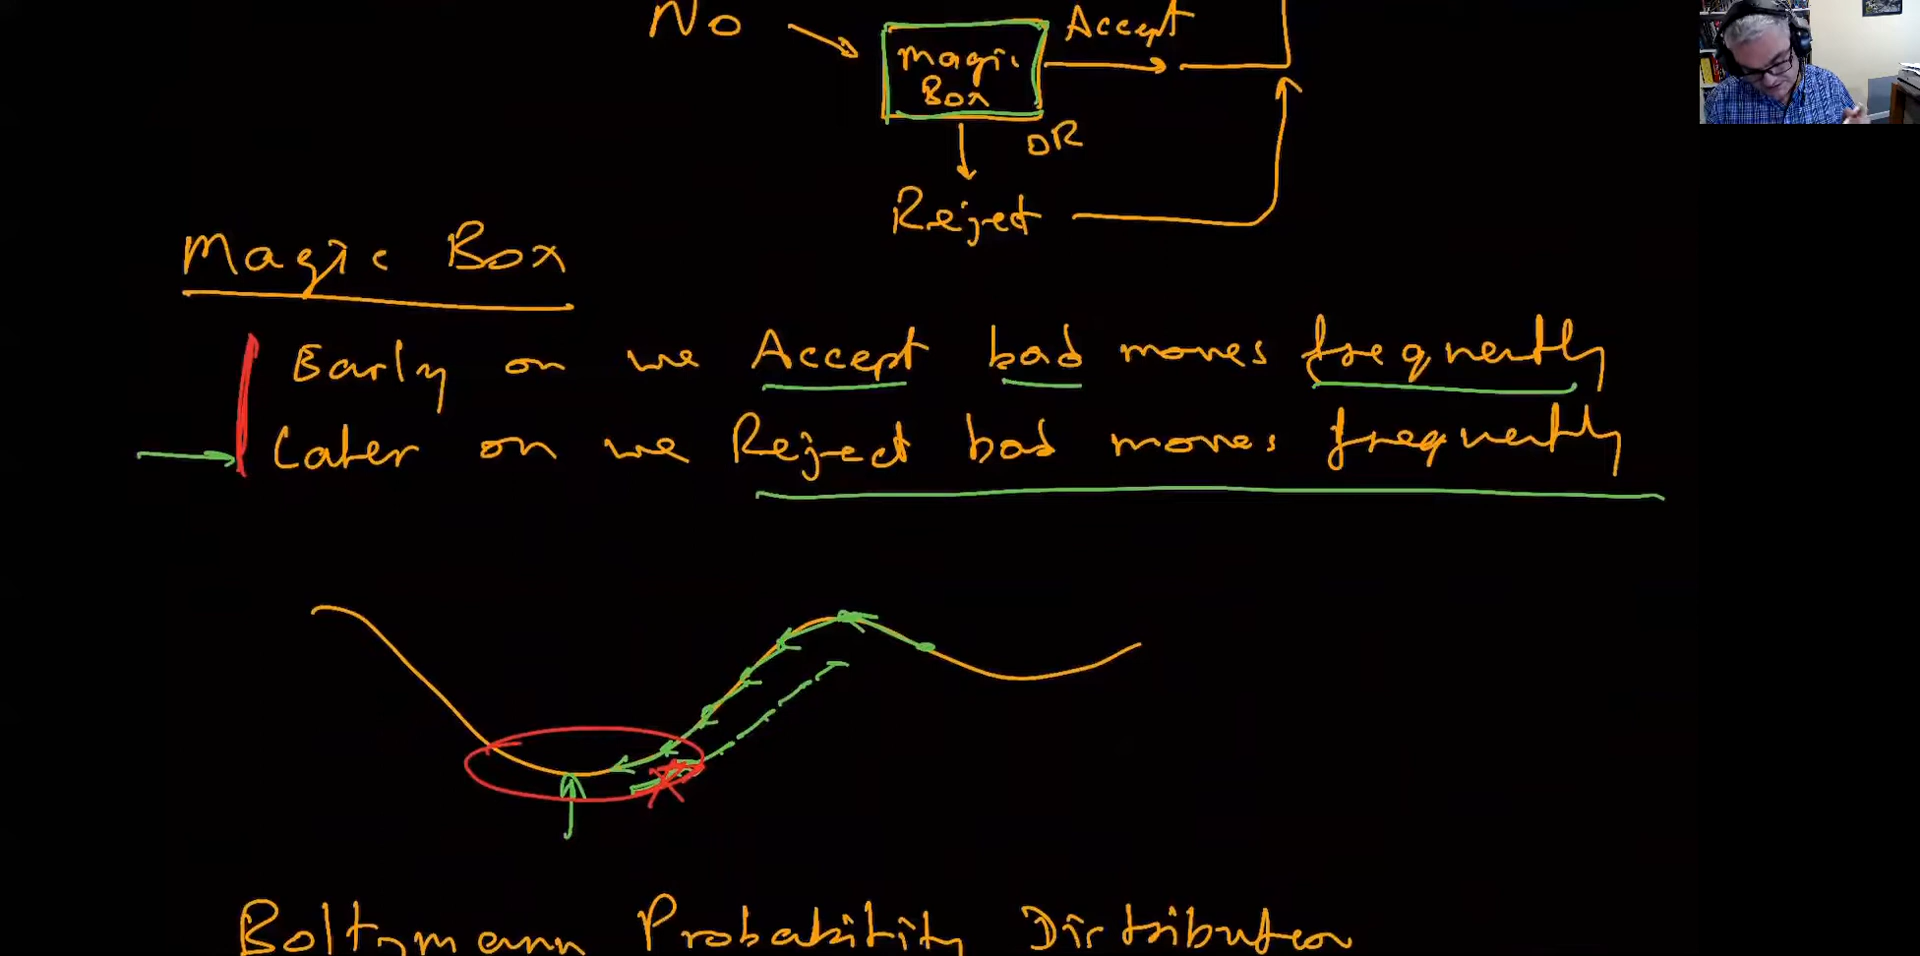 No
Accept
Magic
Box
OR
Reject
Magic Box
Early on we Accept bad moves frequently
Later on we Reject bad moves frequently
Boltzmann Probability Distribution